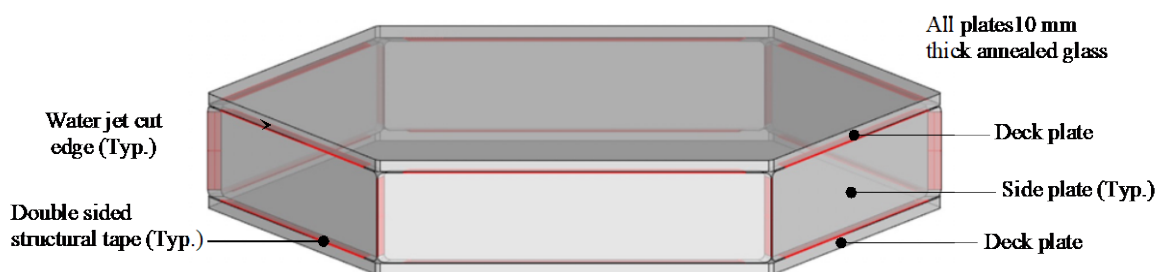 All plates10 mm
thick annealed glass
Water jet cut
edge (Typ.)
Deck plate
Side plate (Typ.)
Double sided
structural tape (Typ.)
Deck plate